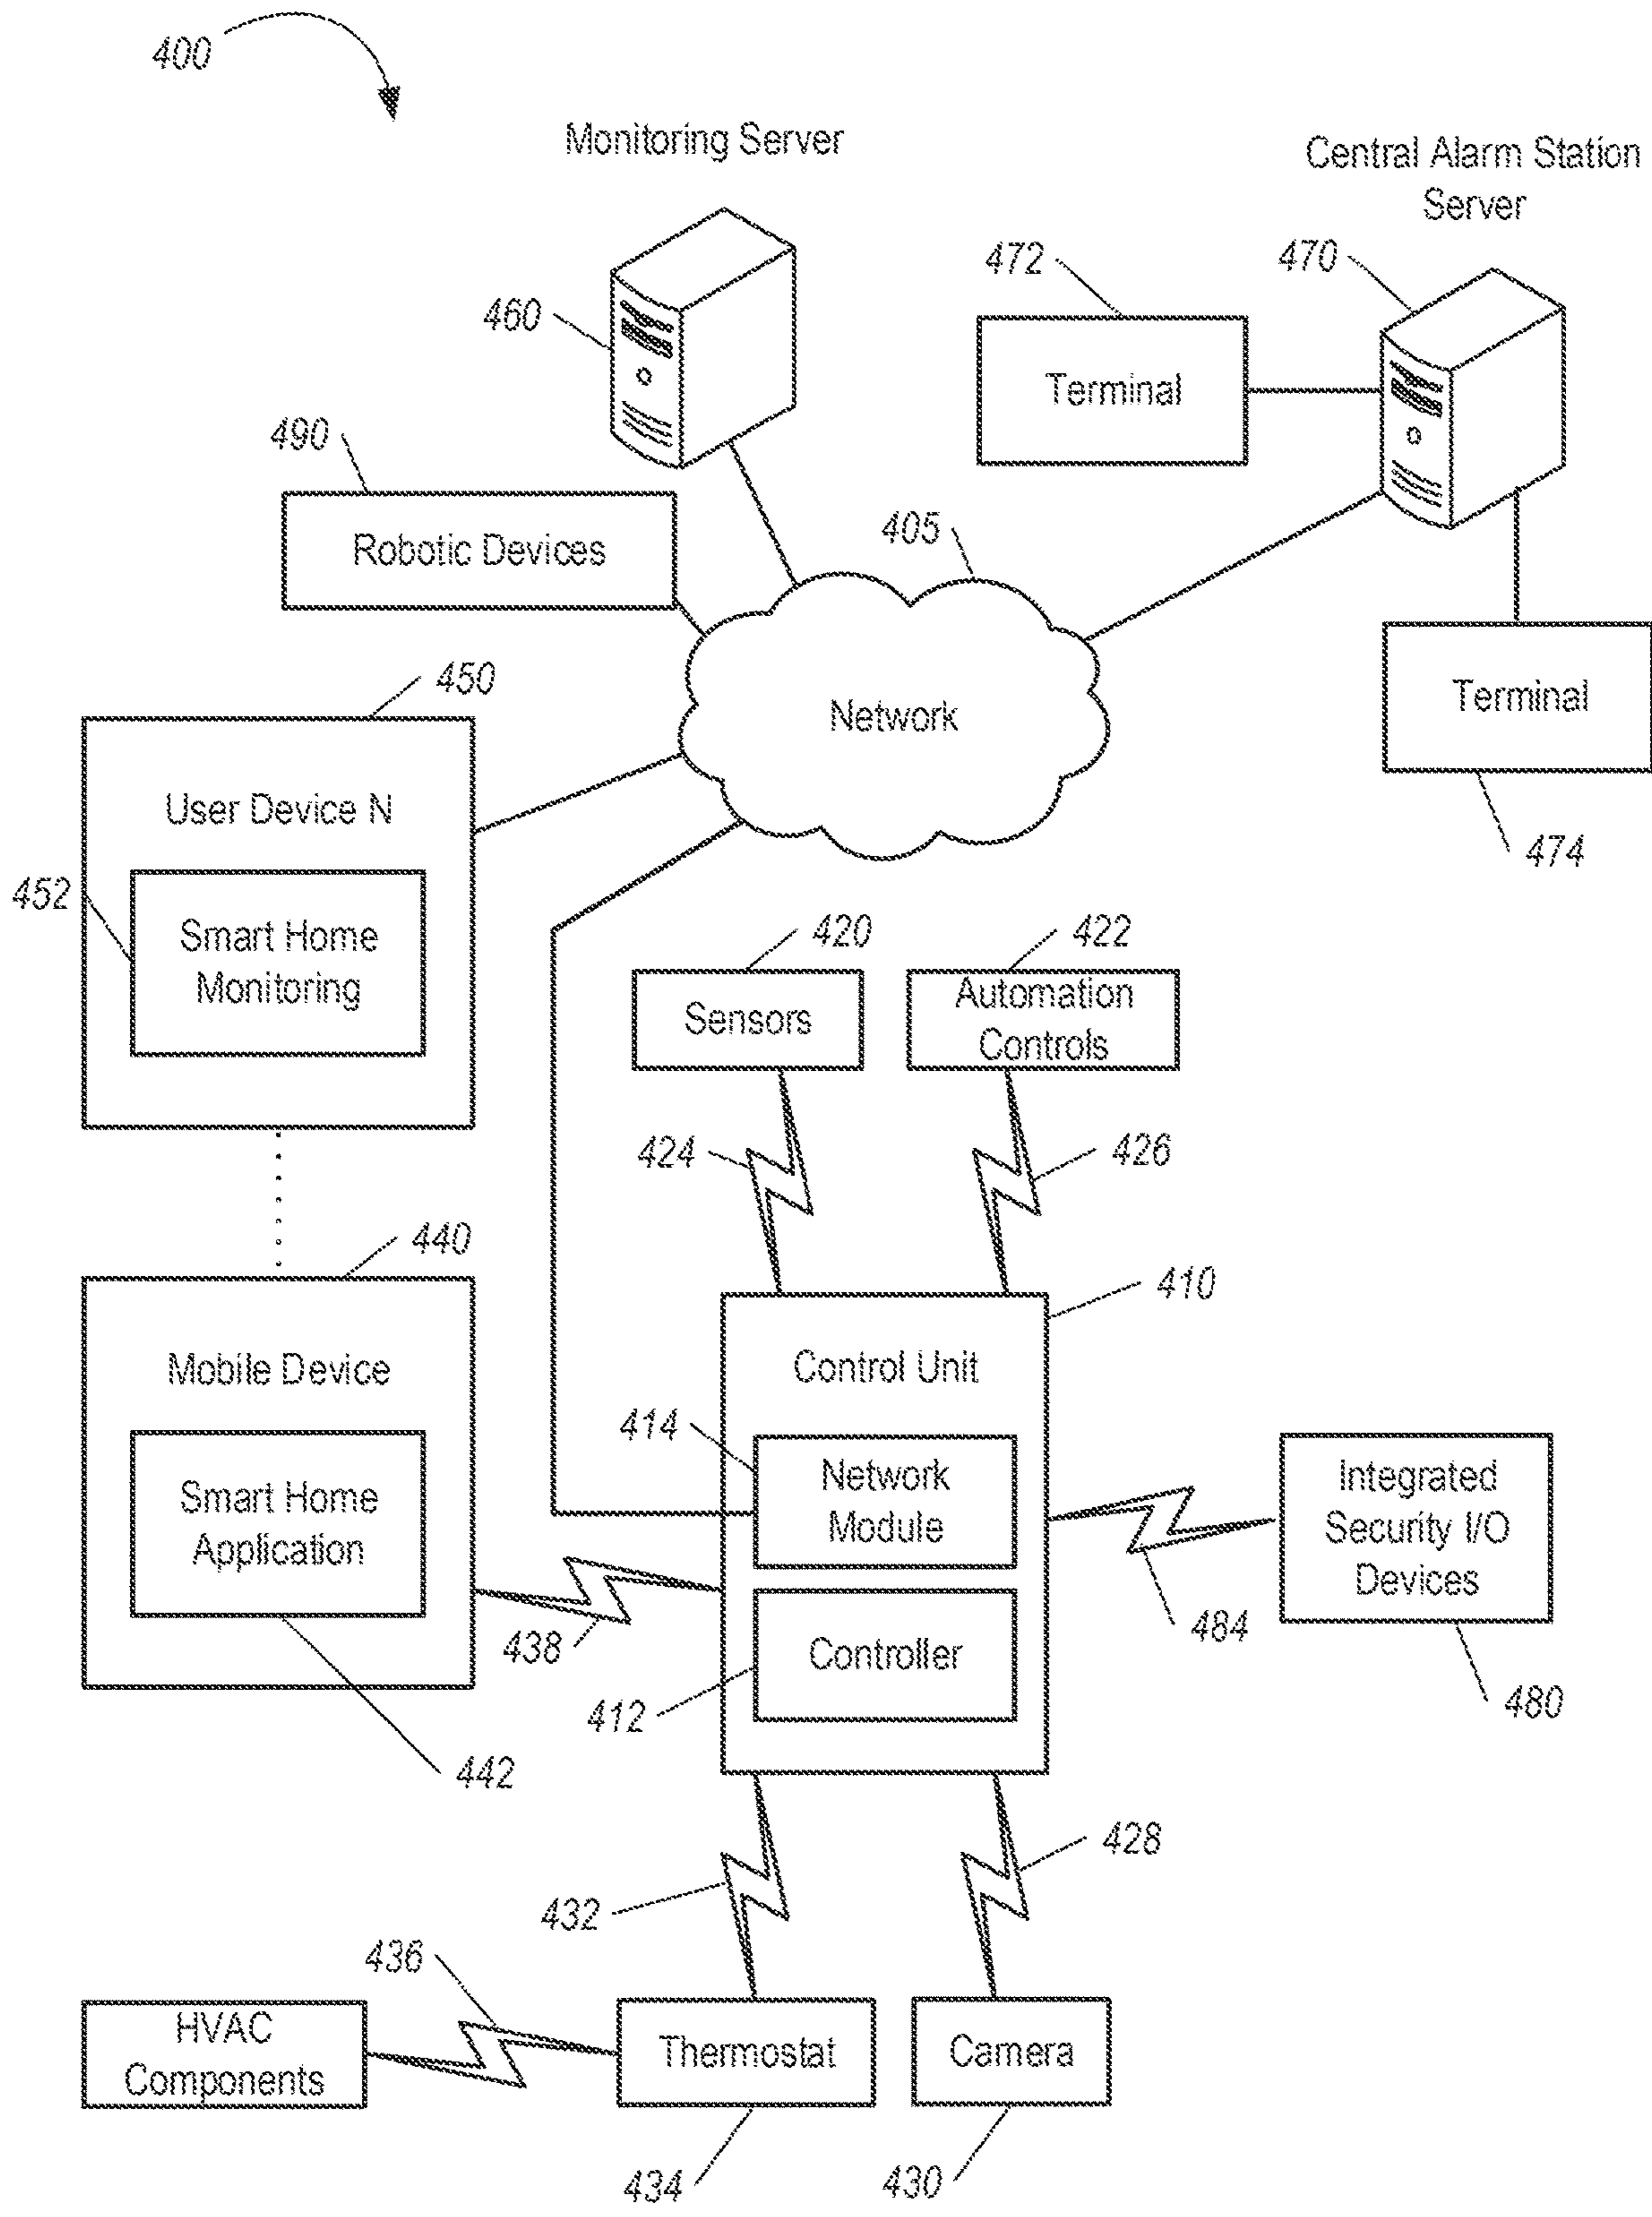 400
Monitoring Server
Central Alarm Station
Server
472
470
460
Terminal
490
405
Robotic Devices
450
Network
Terminal
User Device N
474
452
Smart Home
Monitoring
420
422
Sensors
Automation
Controls
424
426
440
410
Mobile Device
Control Unit
414
Network
Module
Integrated
Security I/O
Devices
Smart Home
Application
438
484
Controller
412
480
442
428
432
436
HVAC
Components
Thermostat
Camera
434
430